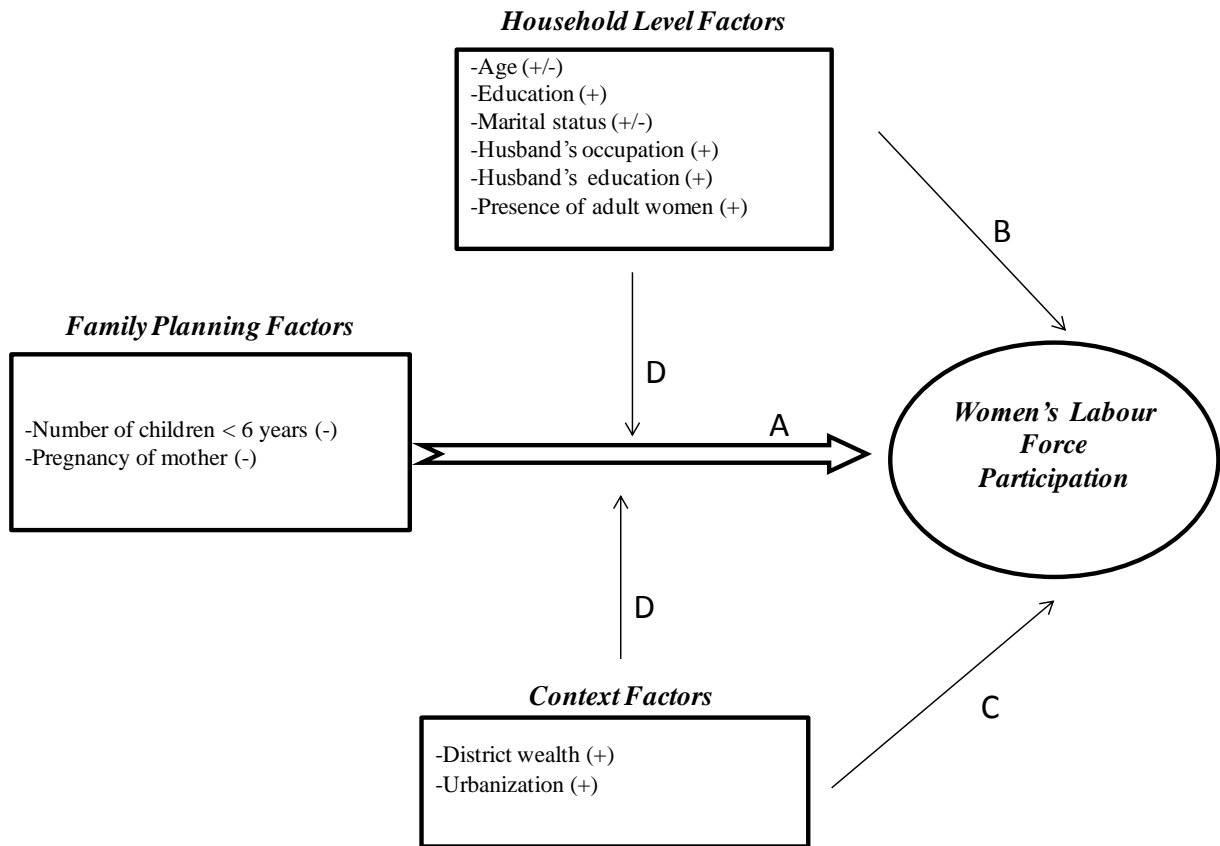 Household Level Factors
-Age (+/-)
-Education (+)
-Marital status (+/-)
-Husband’s occupation (+)
-Husband’s education (+)
-Presence of adult women (+)
B
Family Planning Factors
-Number of children < 6 years (-)
-Pregnancy of mother (-)
D
A
Women’s Labour
Force
Participation
D
Context Factors
-District wealth (+)
-Urbanization (+)
C